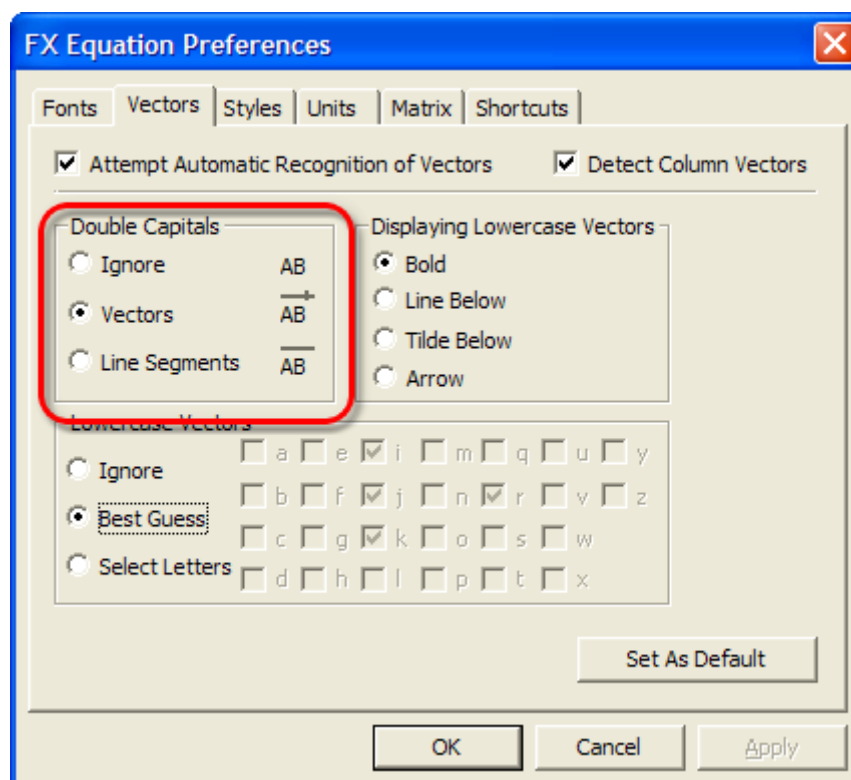 FX Equation Preferences
Fonts Vectors Styles Units Matrix Shortcuts
Attempt Automatic Recognition of Vectors Detect Column Vectors
Double Capitals
Ignore AB
Vectors AB
Line Segments AB
Displaying Lowercase Vectors
Bold
Line Below
Tilde Below
Arrow
Lowercase Vectors
Ignore
Best Guess
Select Letters
a e i m q u y
b f j n r v z
c g k o s w
d h l p t x
Set As Default
OK Cancel Apply